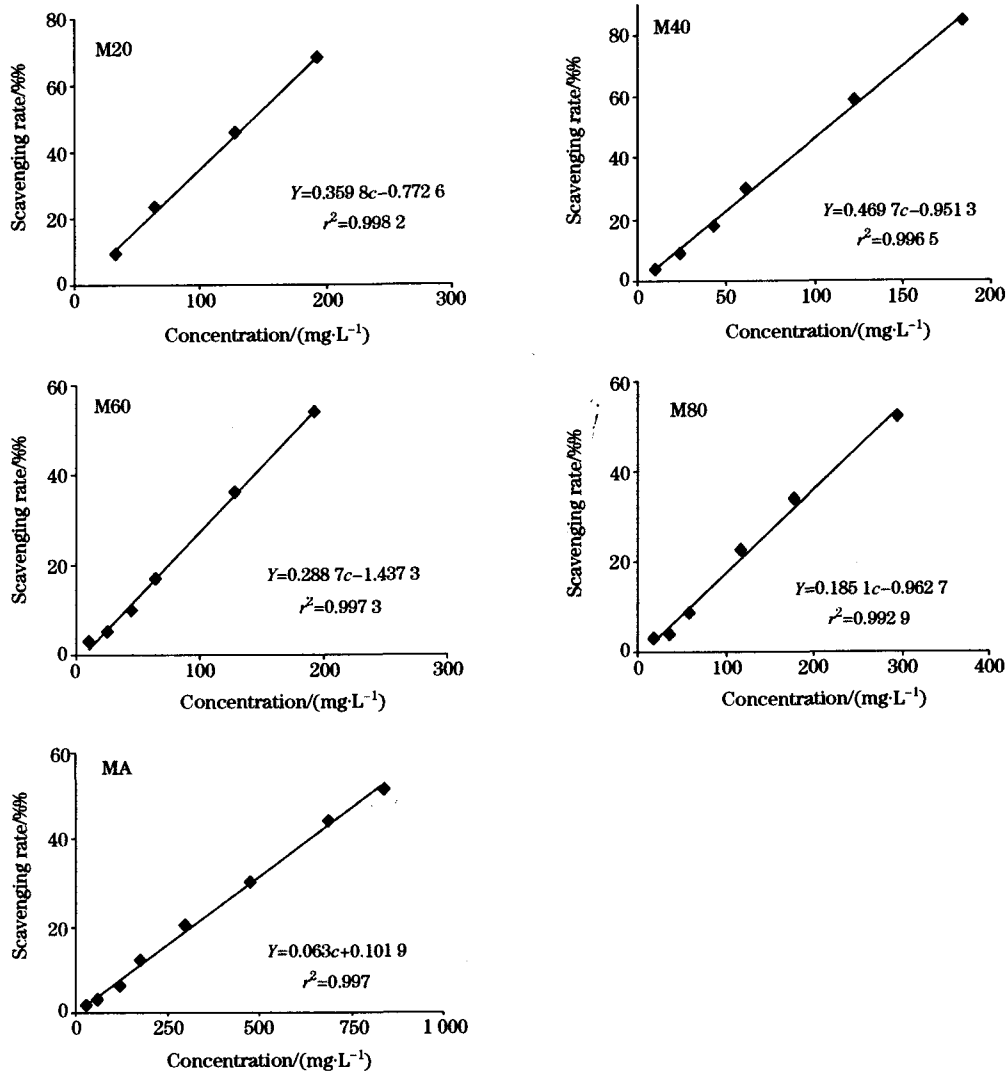 M20
Scavenging rate/%%
80
60
40
20
0
Y=0.359 8c−0.772 6
r²=0.998 2
0 100 200 300
Concentration/(mg·L⁻¹)
M40
Scavenging rate/%%
80
60
40
20
0
Y=0.469 7c−0.951 3
r²=0.996 5
0 50 100 150 200
Concentration/(mg·L⁻¹)
M60
Scavenging rate/%%
60
40
20
0
Y=0.288 7c−1.437 3
r²=0.997 3
0 100 200 300
Concentration/(mg·L⁻¹)
M80
Scavenging rate/%%
60
40
20
0
Y=0.185 1c−0.962 7
r²=0.992 9
0 100 200 300 400
Concentration/(mg·L⁻¹)
MA
Scavenging rate/%%
60
40
20
0
Y=0.063c+0.101 9
r²=0.997
0 250 500 750 1 000
Concentration/(mg·L⁻¹)